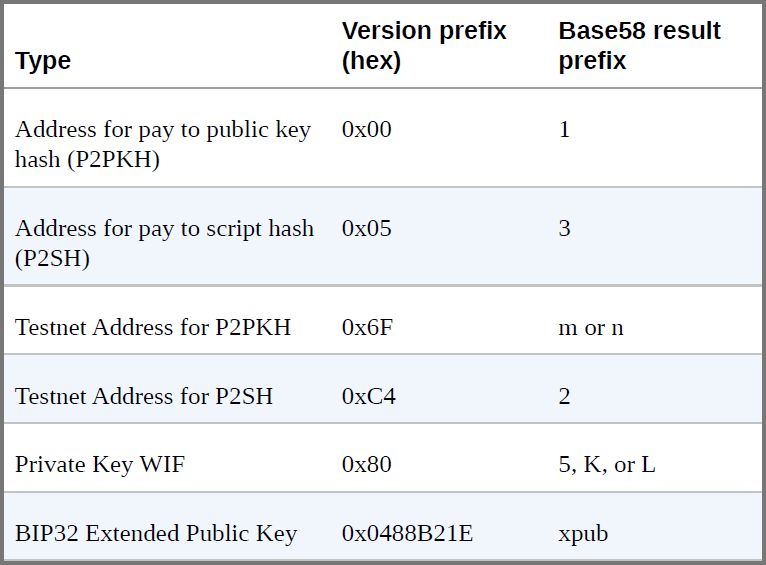 Type Version prefix (hex) Base58 result prefix
Address for pay to public key hash (P2PKH) 0x00 1
Address for pay to script hash (P2SH) 0x05 3
Testnet Address for P2PKH 0x6F m or n
Testnet Address for P2SH 0xC4 2
Private Key WIF 0x80 5, K, or L
BIP32 Extended Public Key 0x0488B21E xpub